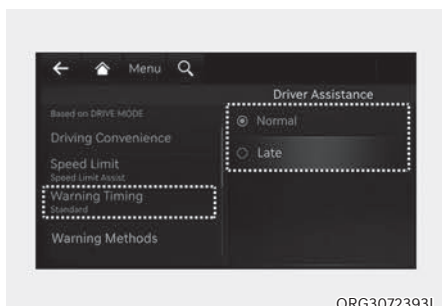 Menu
Driver Assistance
Based on DRIVE MODE
Driving Convenience
Speed Limit
Speed Limit Assist
Warning Timing
Standard
Warning Methods
Normal
Late
ORG3072393L